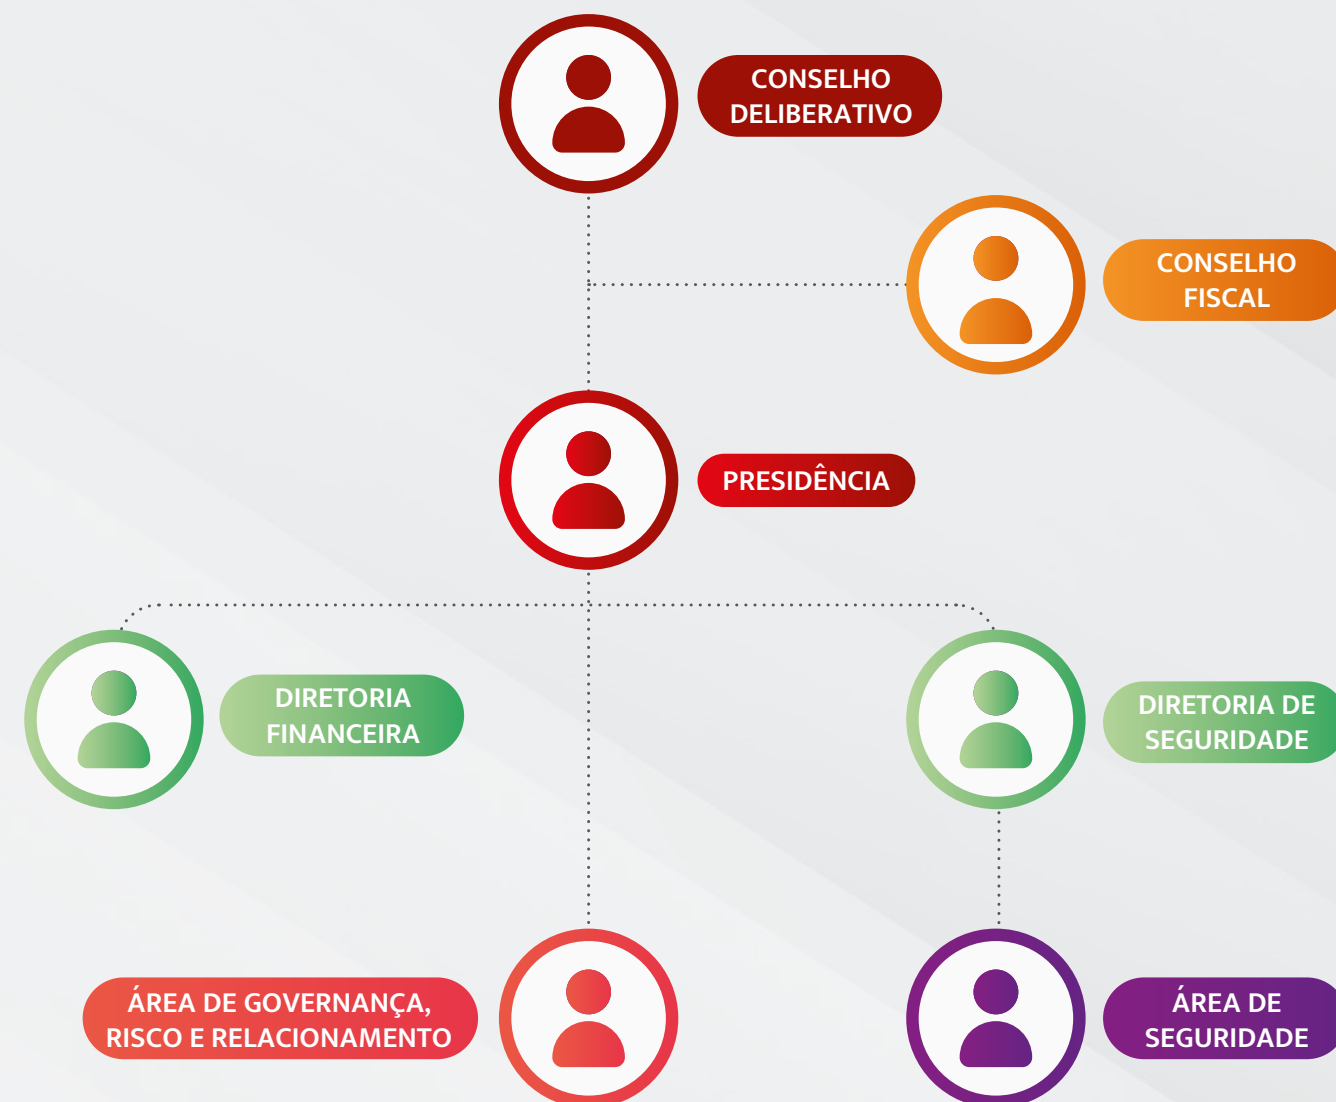 CONSELHO
DELIBERATIVO
CONSELHO
FISCAL
PRESIDÊNCIA
DIRETORIA
FINANCEIRA
DIRETORIA DE
SEGURIDADE
ÁREA DE GOVERNANÇA,
RISCO E RELACIONAMENTO
ÁREA DE
SEGURIDADE